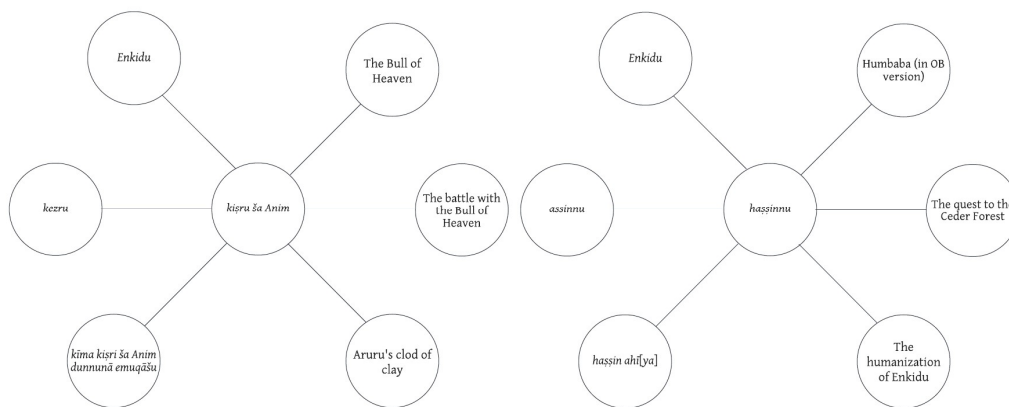 Enkidu
The Bull of
Heaven
kezru
kiṣru ša Anim
The battle with
the Bull of
Heaven
kīma kiṣri ša Anim
dunnunā emuqāšu
Aruru's clod of
clay
Enkidu
Humbaba (in OB
version)
assinnu
haṣṣinnu
The quest to the
Ceder Forest
haṣṣin ahī[ya]
The
humanization
of Enkidu